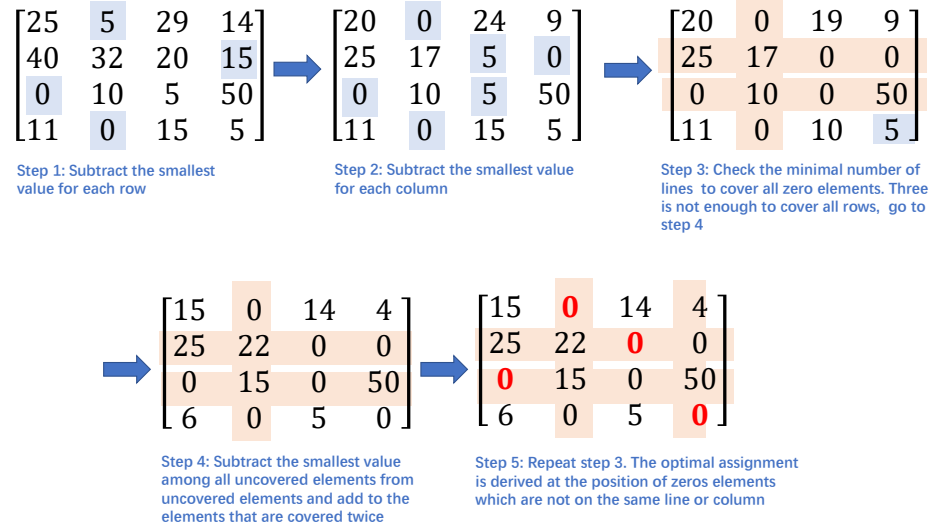 25 5 29 14
40 32 20 15
0 10 5 50
11 0 15 5
Step 1: Subtract the smallest
value for each row
20 0 24 9
25 17 5 0
0 10 5 50
11 0 15 5
Step 2: Subtract the smallest value
for each column
20 0 19 9
25 17 0 0
0 10 0 50
11 0 10 5
Step 3: Check the minimal number of
lines to cover all zero elements. Three
is not enough to cover all rows, go to
step 4
15 0 14 4
25 22 0 0
0 15 0 50
6 0 5 0
Step 4: Subtract the smallest value
among all uncovered elements from
uncovered elements and add to the
elements that are covered twice
15 0 14 4
25 22 0 0
0 15 0 50
6 0 5 0
Step 5: Repeat step 3. The optimal assignment
is derived at the position of zeros elements
which are not on the same line or column